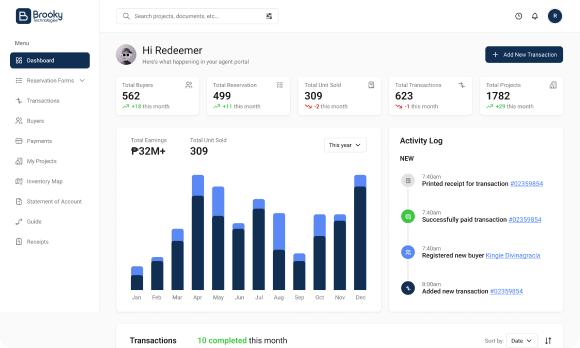 Brooky
Technologies
Search projects, documents, etc...
R
Menu
Dashboard
Reservation Forms
Transactions
Buyers
Payments
My Projects
Inventory Map
Statement of Account
Guide
Receipts
Hi Redeemer
Here's what happening in your agent portal
Add New Transaction
Total Buyers
562
+18 this month
Total Reservation
499
+11 this month
Total Unit Sold
309
-2 this month
Total Transactions
623
-1 this month
Total Projects
1782
+29 this month
Total Earnings
₱32M+
Total Unit Sold
309
This year
Jan Feb Mar Apr May Jun Jul Aug Sep Oct Nov Dec
Activity Log
NEW
7:40am
Printed receipt for transaction #02359854
7:40am
Successfully paid transaction #02359854
7:40am
Registered new buyer Kingie Divinagracia
8:00am
Added new transaction #02359854
Transactions
10 completed this month
Sort by: Date